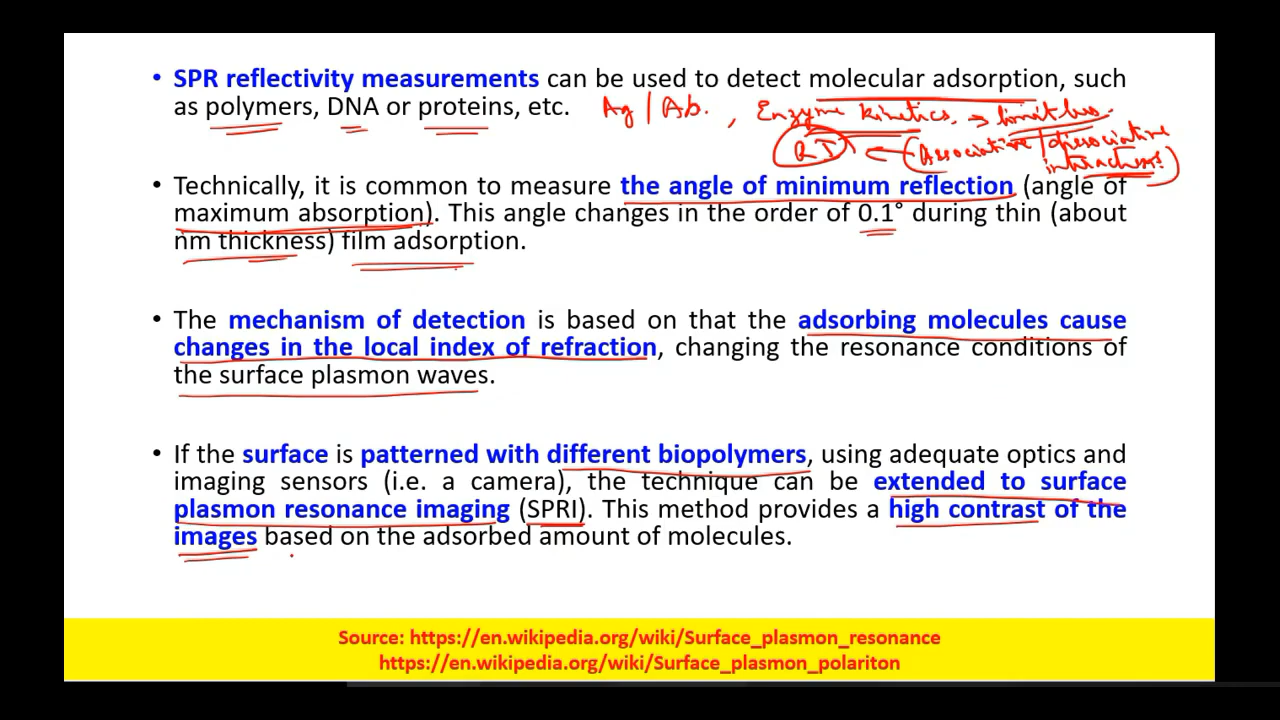 • SPR reflectivity measurements can be used to detect molecular adsorption, such
as polymers, DNA or proteins, etc. Ag | Ab. , Enzyme kinetics →
RI ← (Associative / dissociative
• Technically, it is common to measure the angle of minimum reflection (angle of
maximum absorption). This angle changes in the order of 0.1° during thin (about
nm thickness) film adsorption.
• The mechanism of detection is based on that the adsorbing molecules cause
changes in the local index of refraction, changing the resonance conditions of
the surface plasmon waves.
• If the surface is patterned with different biopolymers, using adequate optics and
imaging sensors (i.e. a camera), the technique can be extended to surface
plasmon resonance imaging (SPRI). This method provides a high contrast of the
images based on the adsorbed amount of molecules.
Source: https://en.wikipedia.org/wiki/Surface_plasmon_resonance
https://en.wikipedia.org/wiki/Surface_plasmon_polariton